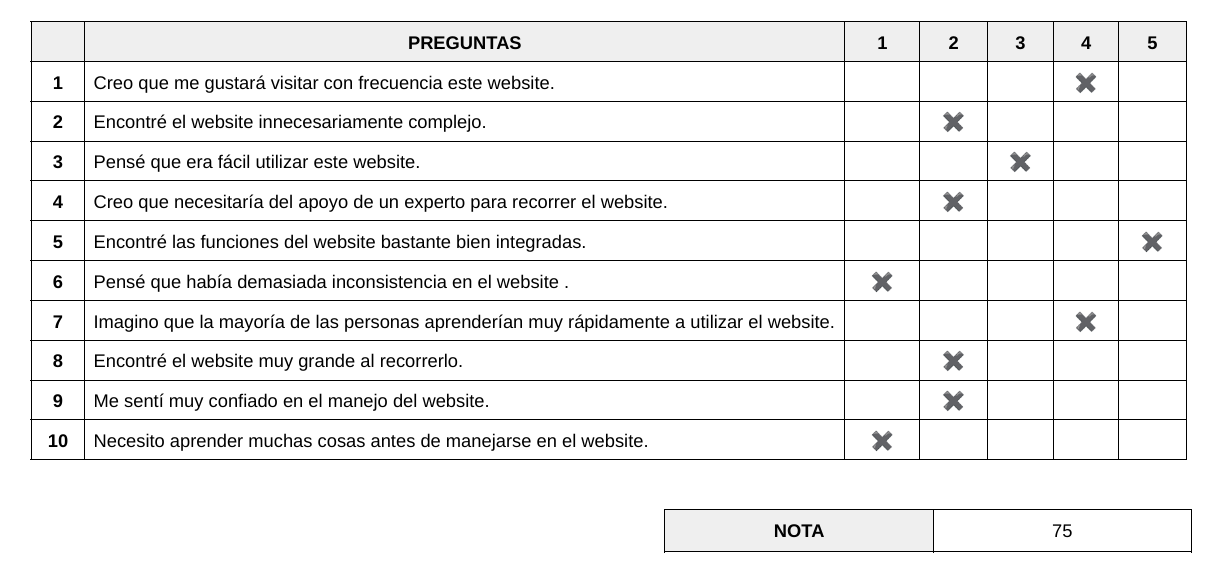 PREGUNTAS 1 2 3 4 5
1 Creo que me gustará visitar con frecuencia este website. ✖
2 Encontré el website innecesariamente complejo. ✖
3 Pensé que era fácil utilizar este website. ✖
4 Creo que necesitaría del apoyo de un experto para recorrer el website. ✖
5 Encontré las funciones del website bastante bien integradas. ✖
6 Pensé que había demasiada inconsistencia en el website . ✖
7 Imagino que la mayoría de las personas aprenderían muy rápidamente a utilizar el website. ✖
8 Encontré el website muy grande al recorrerlo. ✖
9 Me sentí muy confiado en el manejo del website. ✖
10 Necesito aprender muchas cosas antes de manejarse en el website. ✖
NOTA 75